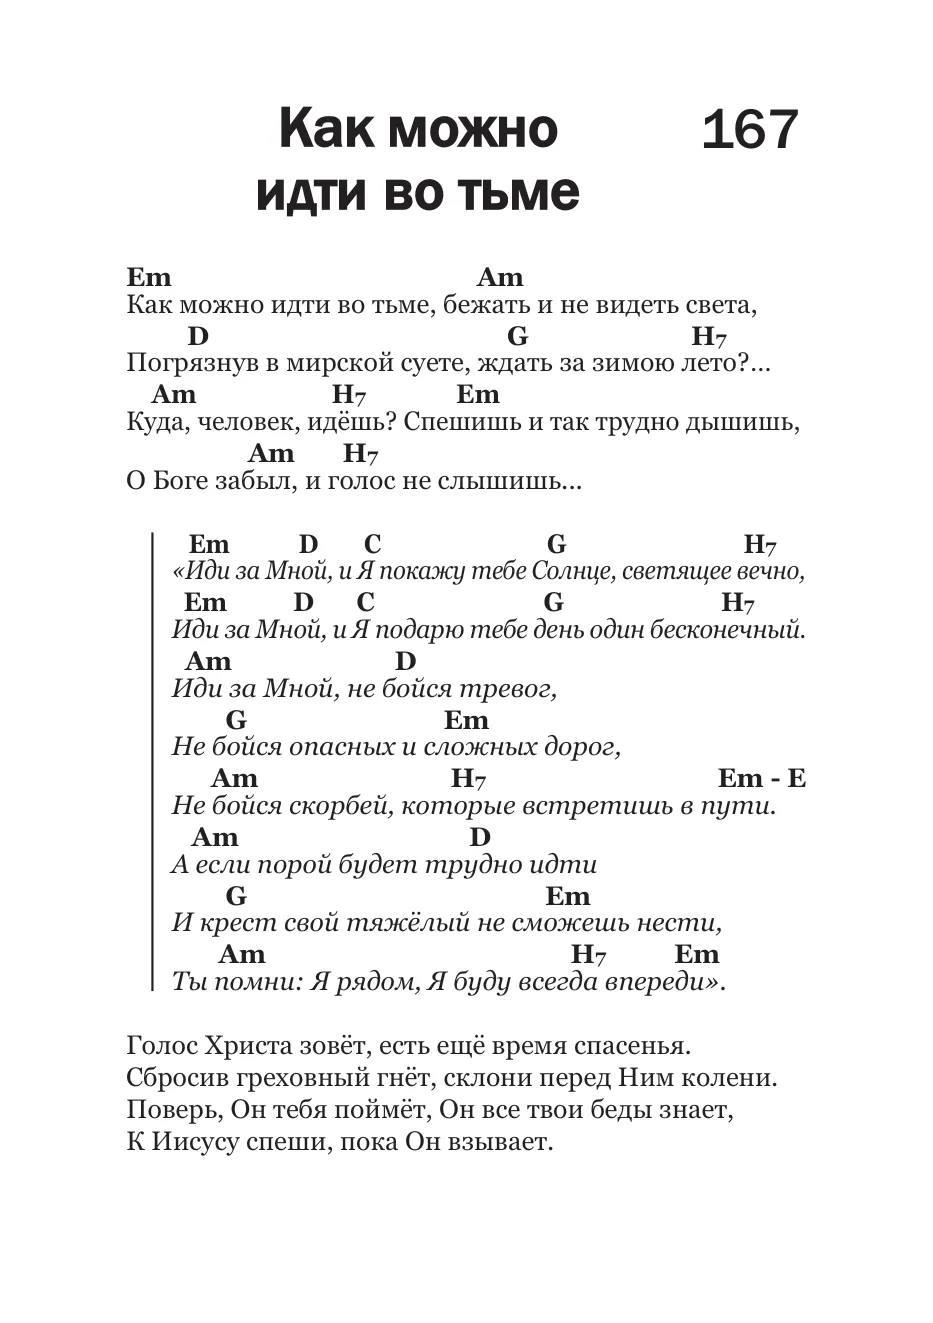 Как можно 167
идти во тьме
Em Am
Как можно идти во тьме, бежать и не видеть света,
D G H7
Погрязнув в мирской суете, ждать за зимою лето?...
Am H7 Em
Куда, человек, идёшь? Спешишь и так трудно дышишь,
Am H7
О Боге забыл, и голос не слышишь...
Em D C G H7
«Иди за Мной, и Я покажу тебе Солнце, светящее вечно,
Em D C G H7
Иди за Мной, и Я подарю тебе день один бесконечный.
Am D
Иди за Мной, не бойся тревог,
G Em
Не бойся опасных и сложных дорог,
Am H7 Em - E
Не бойся скорбей, которые встретишь в пути.
Am D
А если порой будет трудно идти
G Em
И крест свой тяжёлый не сможешь нести,
Am H7 Em
Ты помни: Я рядом, Я буду всегда впереди».
Голос Христа зовёт, есть ещё время спасенья.
Сбросив греховный гнёт, склони перед Ним колени.
Поверь, Он тебя поймёт, Он все твои беды знает,
К Иисусу спеши, пока Он взывает.